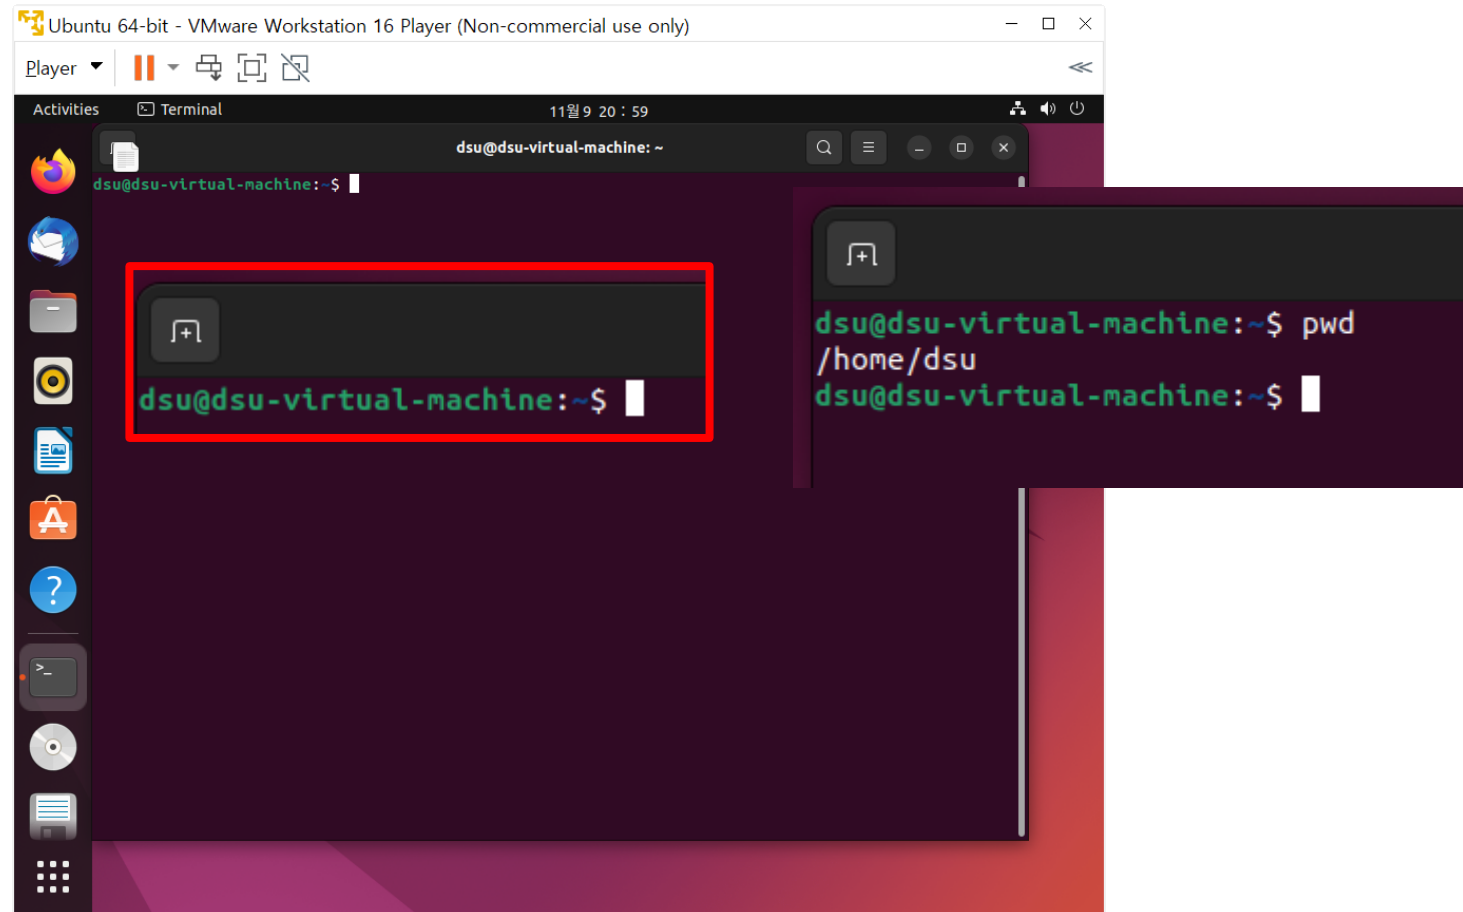 Ubuntu 64-bit - VMware Workstation 16 Player (Non-commercial use only)
Player
Activities
Terminal
11월 9 20 : 59
dsu@dsu-virtual-machine: ~
dsu@dsu-virtual-machine:~$
dsu@dsu-virtual-machine:~$
dsu@dsu-virtual-machine:~$ pwd
/home/dsu
dsu@dsu-virtual-machine:~$